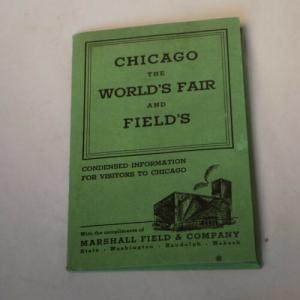 CHICAGO
THE
WORLD'S FAIR
AND
FIELD'S
CONDENSED INFORMATION
FOR VISITORS TO CHICAGO
With the compliments of
MARSHALL FIELD & COMPANY
State · Washington · Randolph · Wabash